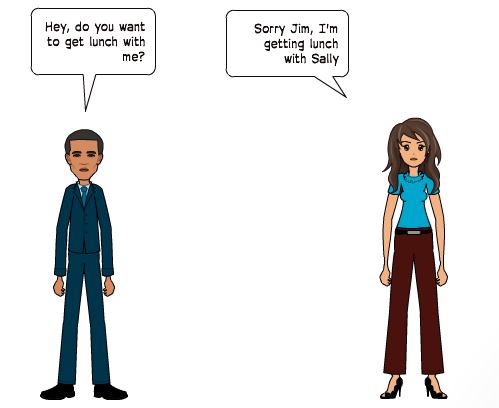 Hey, do you want
to get lunch with
me?
Sorry Jim, I'm
getting lunch
with Sally